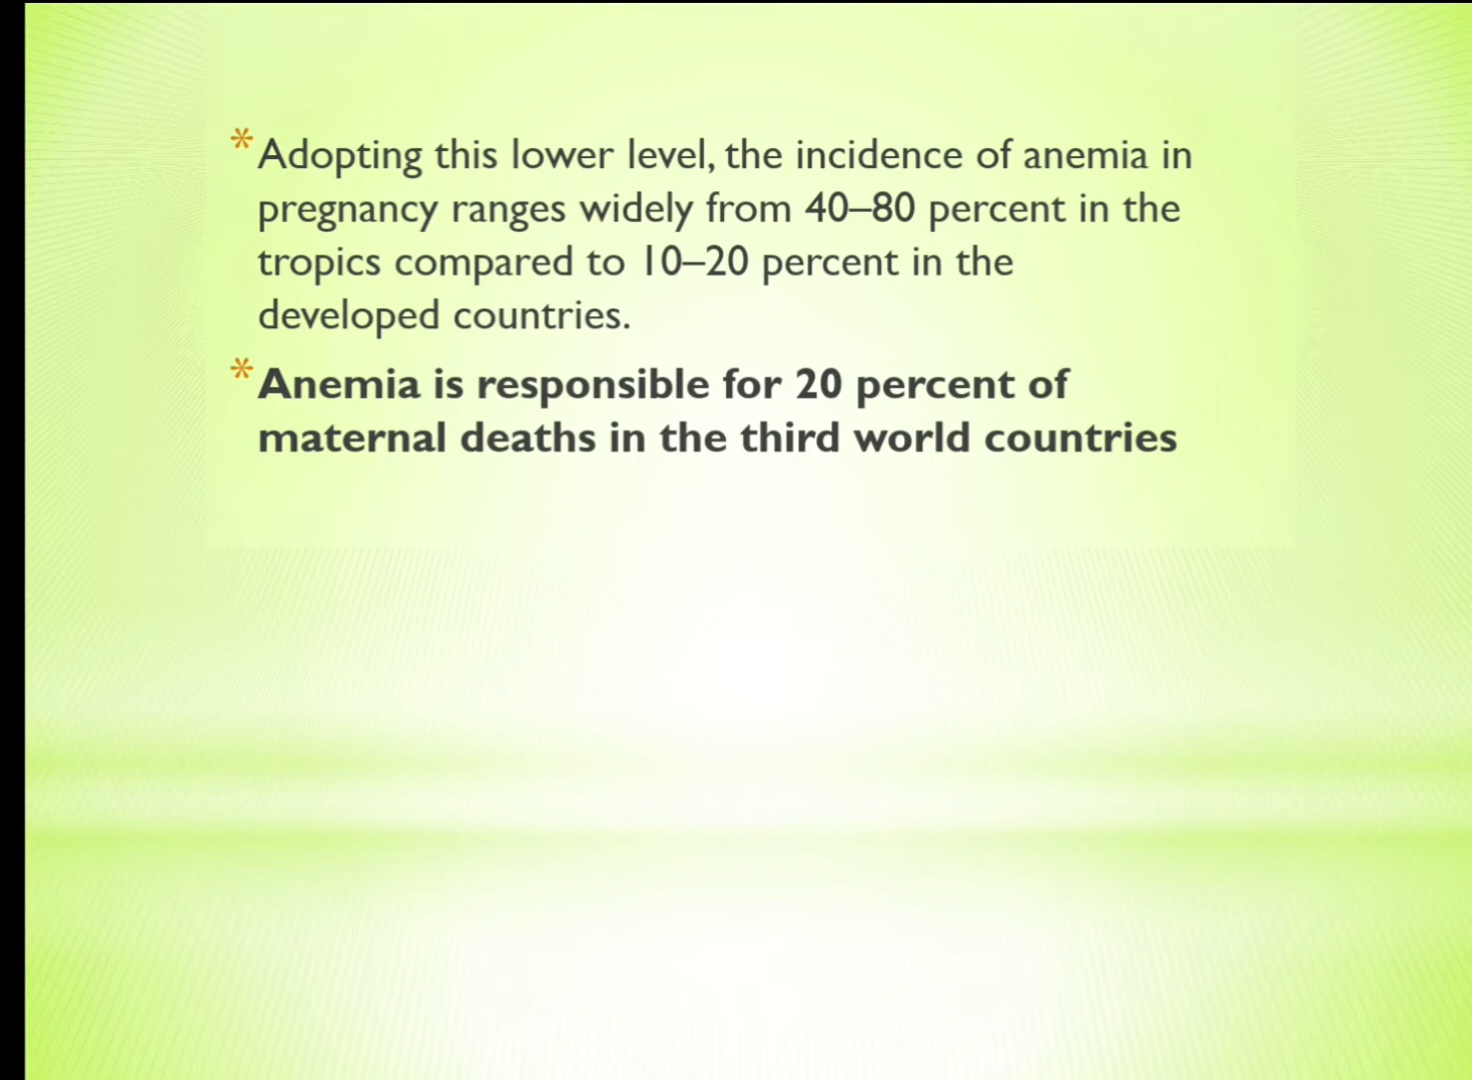 * Adopting this lower level, the incidence of anemia in
pregnancy ranges widely from 40–80 percent in the
tropics compared to 10–20 percent in the
developed countries.
* Anemia is responsible for 20 percent of
maternal deaths in the third world countries